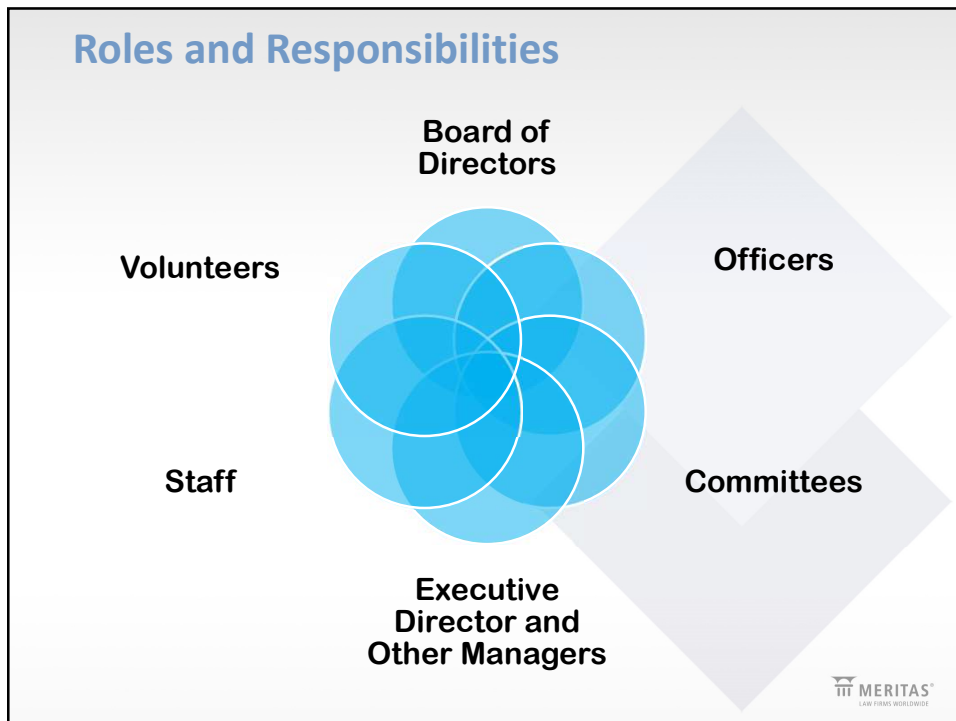 Roles and Responsibilities
Board of
Directors
Volunteers
Officers
Staff
Committees
Executive
Director and
Other Managers
MERITAS®
LAW FIRMS WORLDWIDE